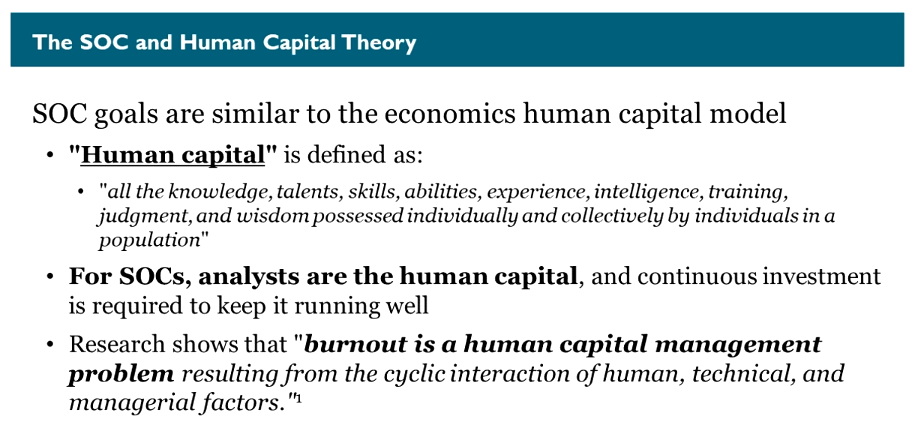 The SOC and Human Capital Theory
SOC goals are similar to the economics human capital model
• "Human capital" is defined as:
• "all the knowledge, talents, skills, abilities, experience, intelligence, training,
judgment, and wisdom possessed individually and collectively by individuals in a
population"
• For SOCs, analysts are the human capital, and continuous investment
is required to keep it running well
• Research shows that "burnout is a human capital management
problem resulting from the cyclic interaction of human, technical, and
managerial factors."¹